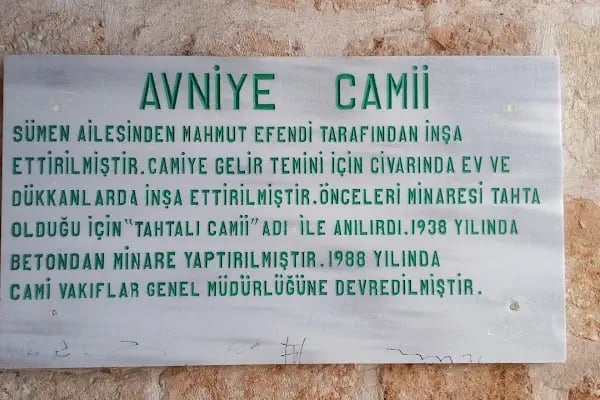 AVNİYE CAMİİ
SÜMEN AİLESİNDEN MAHMUT EFENDİ TARAFINDAN İNŞA
ETTİRİLMİŞTİR.CAMİYE GELİR TEMİNİ İÇİN CİVARINDA EV VE
DÜKKANLARDA İNŞA ETTİRİLMİŞTİR.ÖNCELERİ MİNARESİ TAHTA
OLDUĞU İÇİN "TAHTALI CAMİİ" ADI İLE ANILIRDI.1938 YILINDA
BETONDAN MİNARE YAPTIRILMIŞTIR.1988 YILINDA
CAMİ VAKIFLAR GENEL MÜDÜRLÜĞÜNE DEVREDİLMİŞTİR.